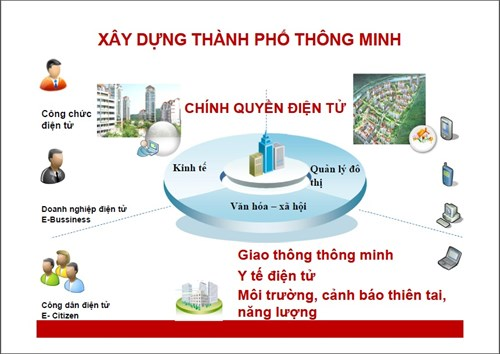 XÂY DỰNG THÀNH PHỐ THÔNG MINH
Công chức
điện tử
CHÍNH QUYỀN ĐIỆN TỬ
Kinh tế
Quản lý đô
thị
Văn hóa – xã hội
Doanh nghiệp điện tử
E-Bussiness
Giao thông thông minh
Y tế điện tử
Môi trường, cảnh báo thiên tai,
năng lượng
Công dân điện tử
E- Citizen